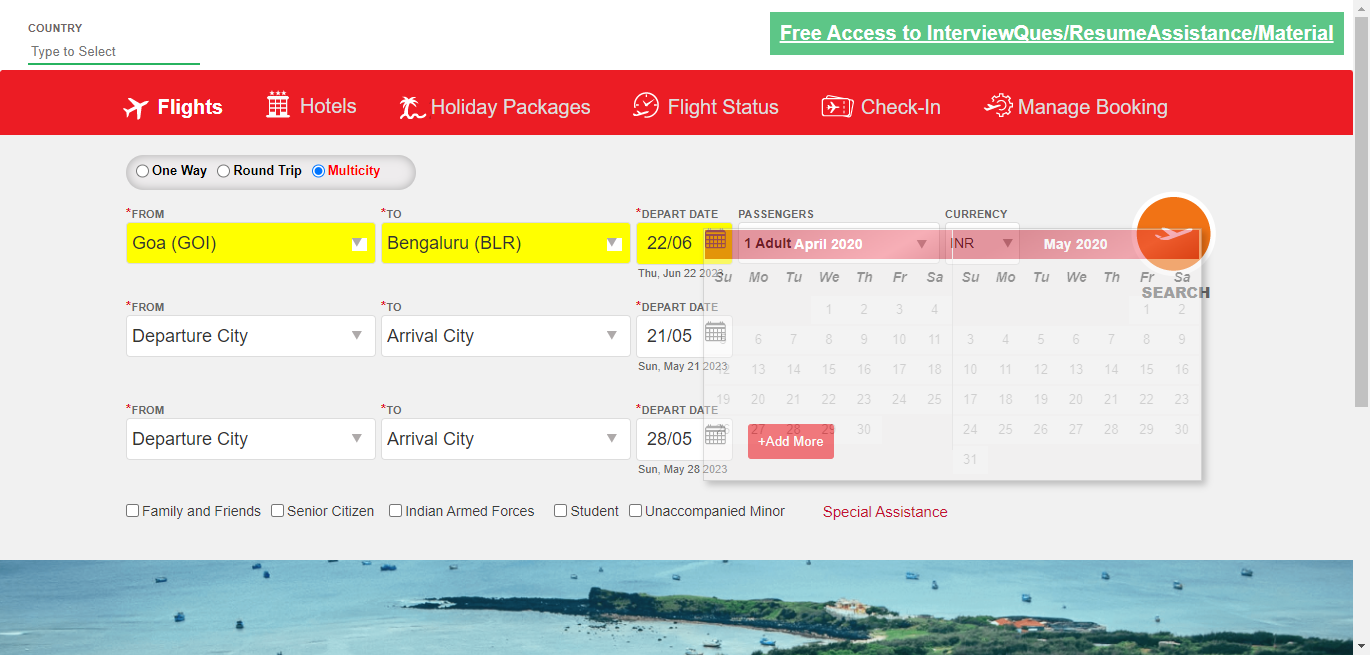 COUNTRY
Type to Select
Free Access to InterviewQues/ResumeAssistance/Material
Flights Hotels Holiday Packages Flight Status Check-In Manage Booking
One Way Round Trip Multicity
*FROM *TO *DEPART DATE PASSENGERS CURRENCY
Goa (GOI) Bengaluru (BLR) 22/06 1 Adult April 2020 INR May 2020
Thu, Jun 22 2023
Su Mo Tu We Th Fr Sa Su Mo Tu We Th Fr Sa
SEARCH
*FROM *TO *DEPART DATE
1 2 3 4 1 2
Departure City Arrival City 21/05
5 6 7 8 9 10 11 3 4 5 6 7 8 9
Sun, May 21 2023
12 13 14 15 16 17 18 10 11 12 13 14 15 16
19 20 21 22 23 24 25 17 18 19 20 21 22 23
*FROM *TO *DEPART DATE
Departure City Arrival City 28/05
26 27 28 29 30 24 25 26 27 28 29 30
+Add More
31
Sun, May 28 2023
Family and Friends Senior Citizen Indian Armed Forces Student Unaccompanied Minor Special Assistance